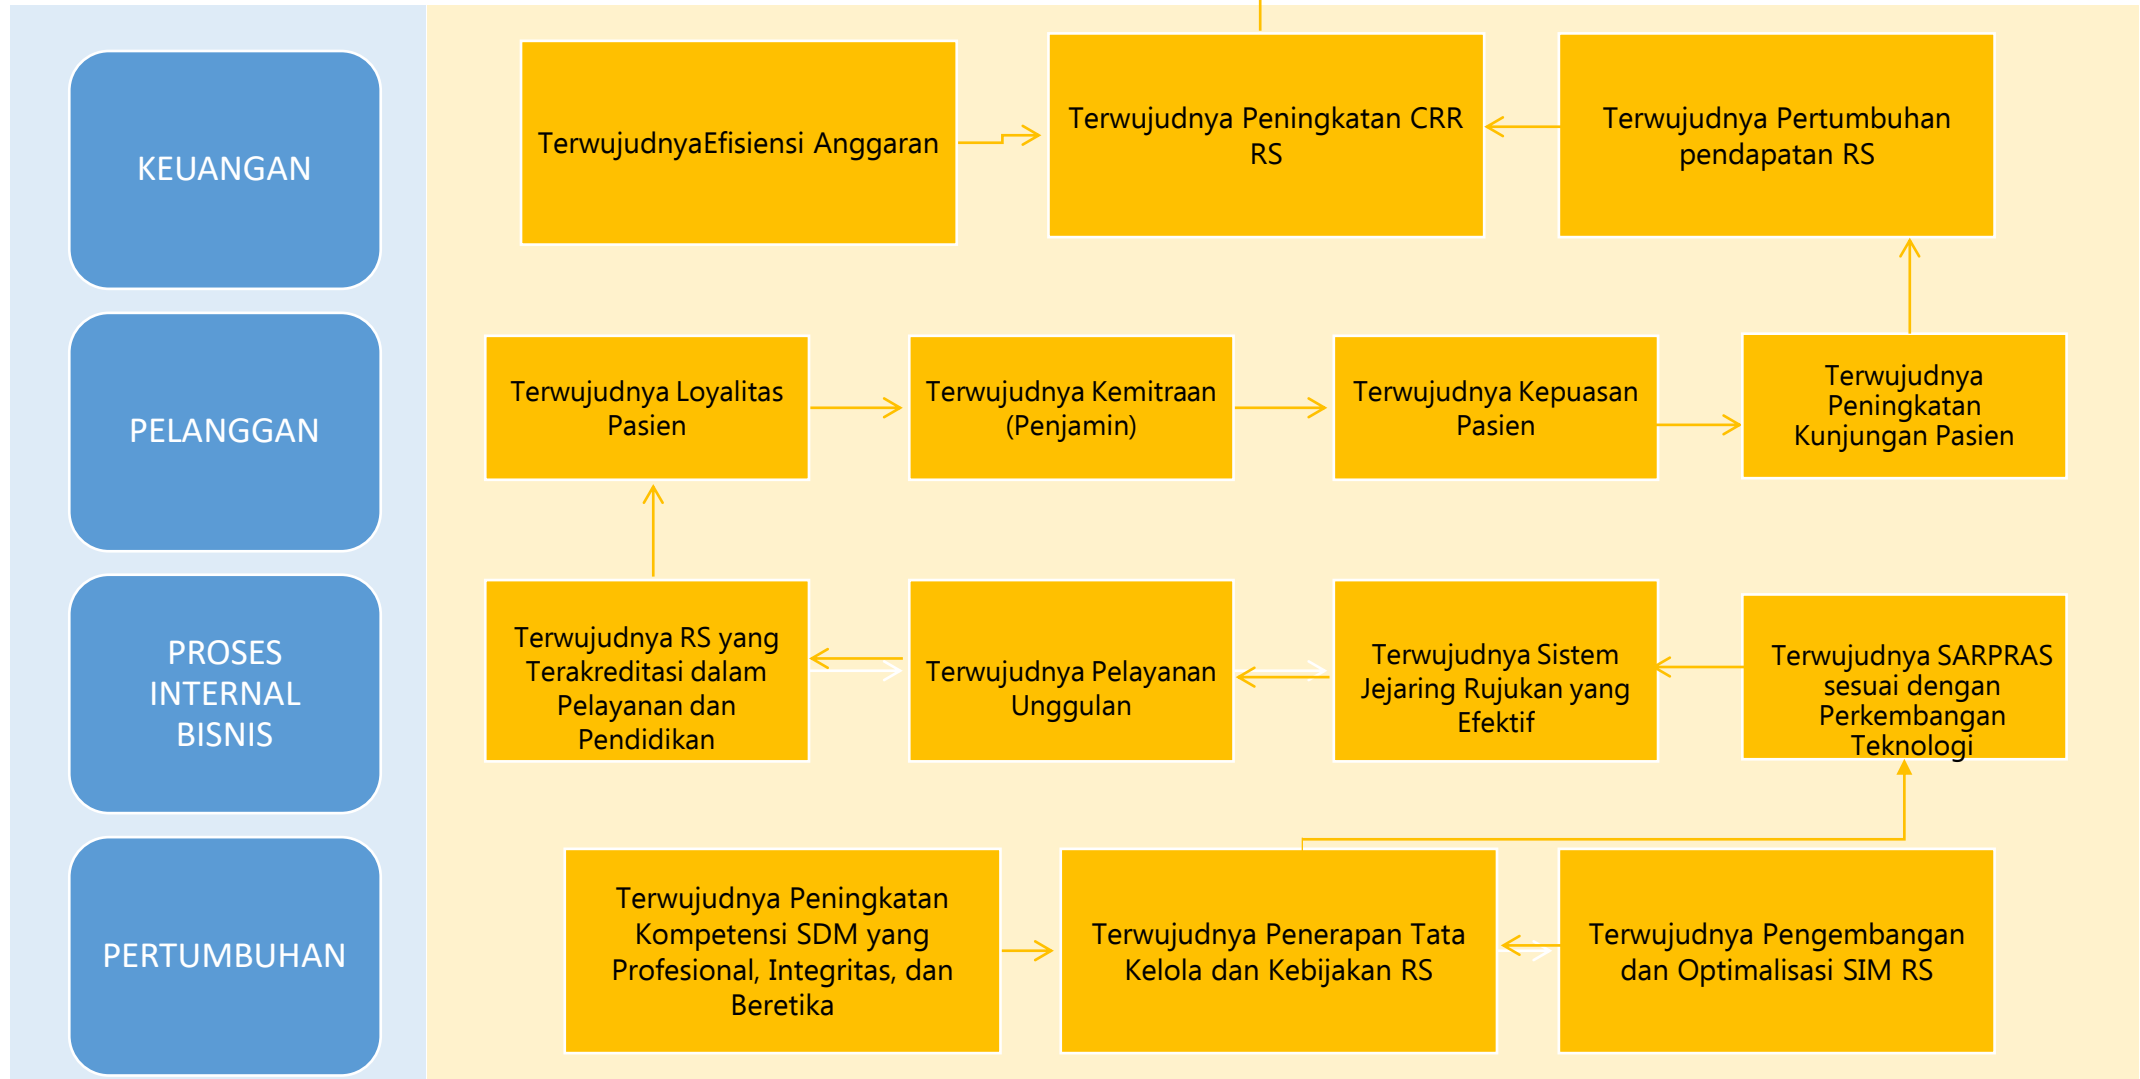 KEUANGAN
TerwujudnyaEfisiensi Anggaran
Terwujudnya Peningkatan CRR
RS
Terwujudnya Pertumbuhan
pendapatan RS
PELANGGAN
Terwujudnya Loyalitas
Pasien
Terwujudnya Kemitraan
(Penjamin)
Terwujudnya Kepuasan
Pasien
Terwujudnya
Peningkatan
Kunjungan Pasien
PROSES
INTERNAL
BISNIS
Terwujudnya RS yang
Terakreditasi dalam
Pelayanan dan
Pendidikan
Terwujudnya Pelayanan
Unggulan
Terwujudnya Sistem
Jejaring Rujukan yang
Efektif
Terwujudnya SARPRAS
sesuai dengan
Perkembangan
Teknologi
PERTUMBUHAN
Terwujudnya Peningkatan
Kompetensi SDM yang
Profesional, Integritas, dan
Beretika
Terwujudnya Penerapan Tata
Kelola dan Kebijakan RS
Terwujudnya Pengembangan
dan Optimalisasi SIM RS